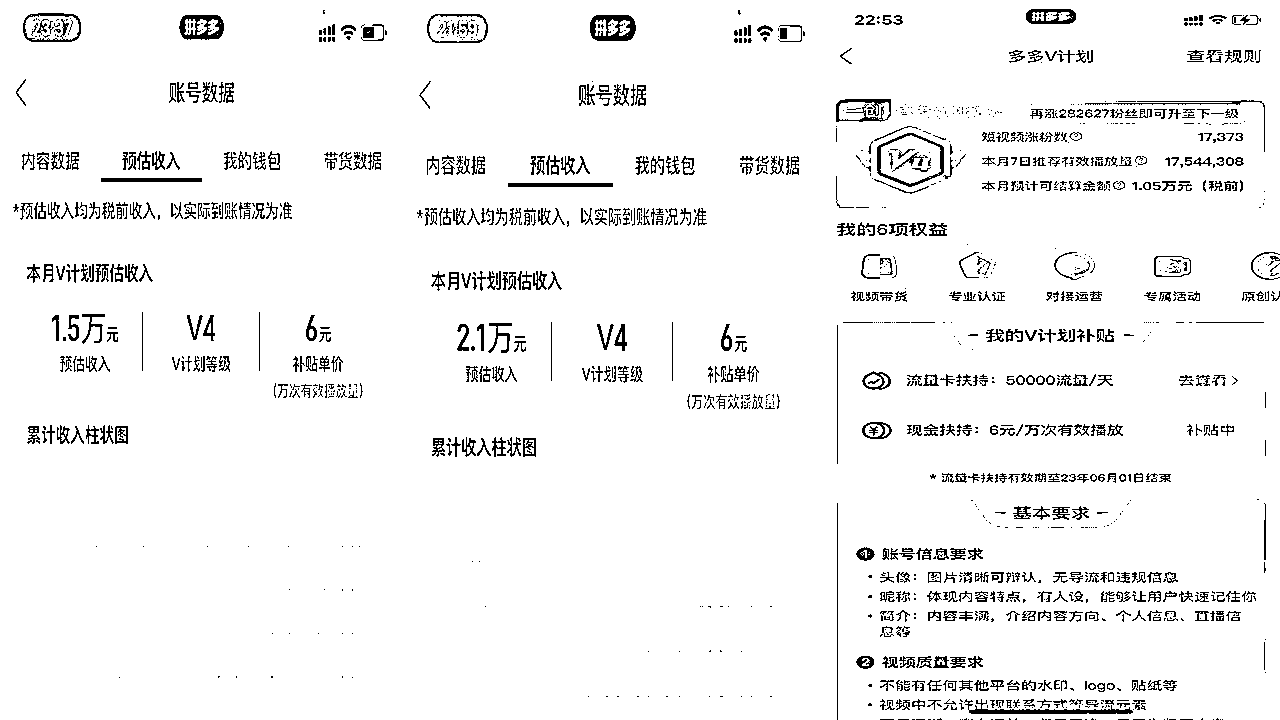 23:37
拼多多
账号数据
内容数据
预估收入
我的钱包
带货数据
*预估收入均为税前收入，以实际到账情况为准
本月V计划预估收入
1.5万元
V4
6元
预估收入
V计划等级
补贴单价
(万次有效播放量)
累计收入柱状图
21:59
拼多多
账号数据
内容数据
预估收入
我的钱包
带货数据
*预估收入均为税前收入，以实际到账情况为准
本月V计划预估收入
2.1万元
V4
6元
预估收入
V计划等级
补贴单价
(万次有效播放量)
累计收入柱状图
22:53
拼多多
多多V计划
查看规则
再涨282627粉丝即可升至下一级
短视频涨粉数
17,373
本月7日推荐有效播放量
17,544,308
本月预计可结算金额
1.05万元（税前）
V4
我的6项权益
视频带货
专业认证
对接运营
专属活动
原创认
我的V计划补贴
流量卡扶持：50000流量/天
去查看 >
现金扶持：6元/万次有效播放
补贴中
* 流量卡扶持有效期至23年06月01日结束
基本要求
1 账号信息要求
• 头像：图片清晰可辩认，无导流和违规信息
• 昵称：体现内容特点，有人设，能够让用户快速记住你
• 简介：内容丰满，介绍内容方向、个人信息、直播信
息等
2 视频质量要求
• 不能有任何其他平台的水印、logo、贴纸等
• 视频中不允许出现联系方式等导流元素